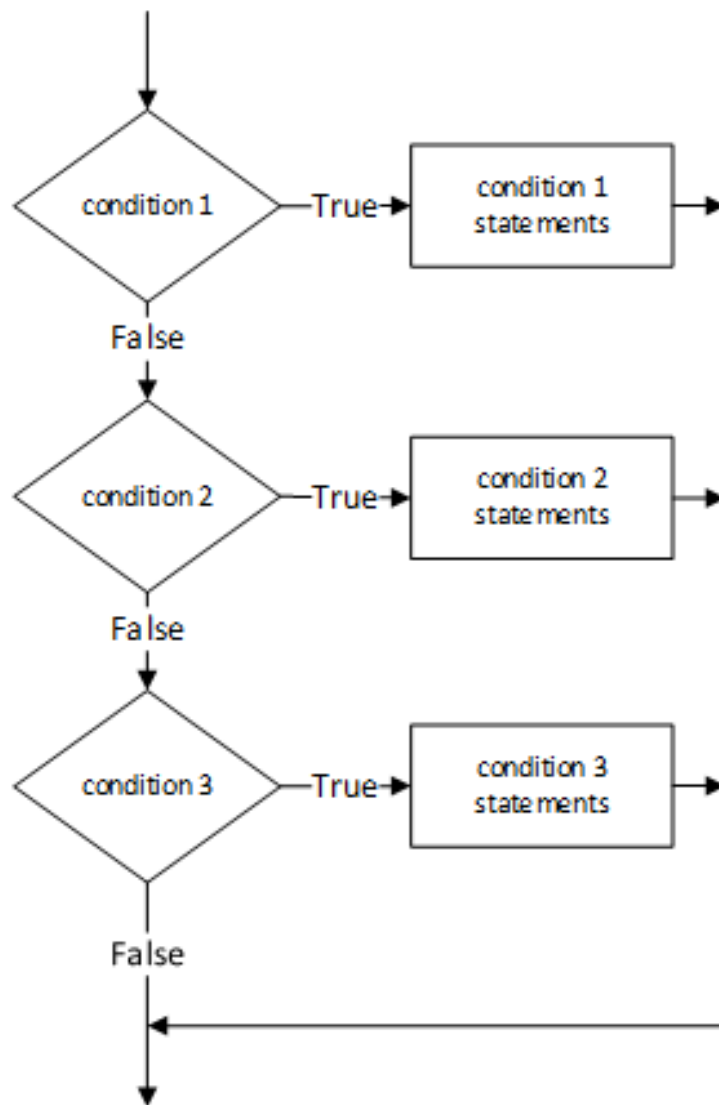 condition 1
True
condition 1
statements
False
condition 2
True
condition 2
statements
False
condition 3
True
condition 3
statements
False